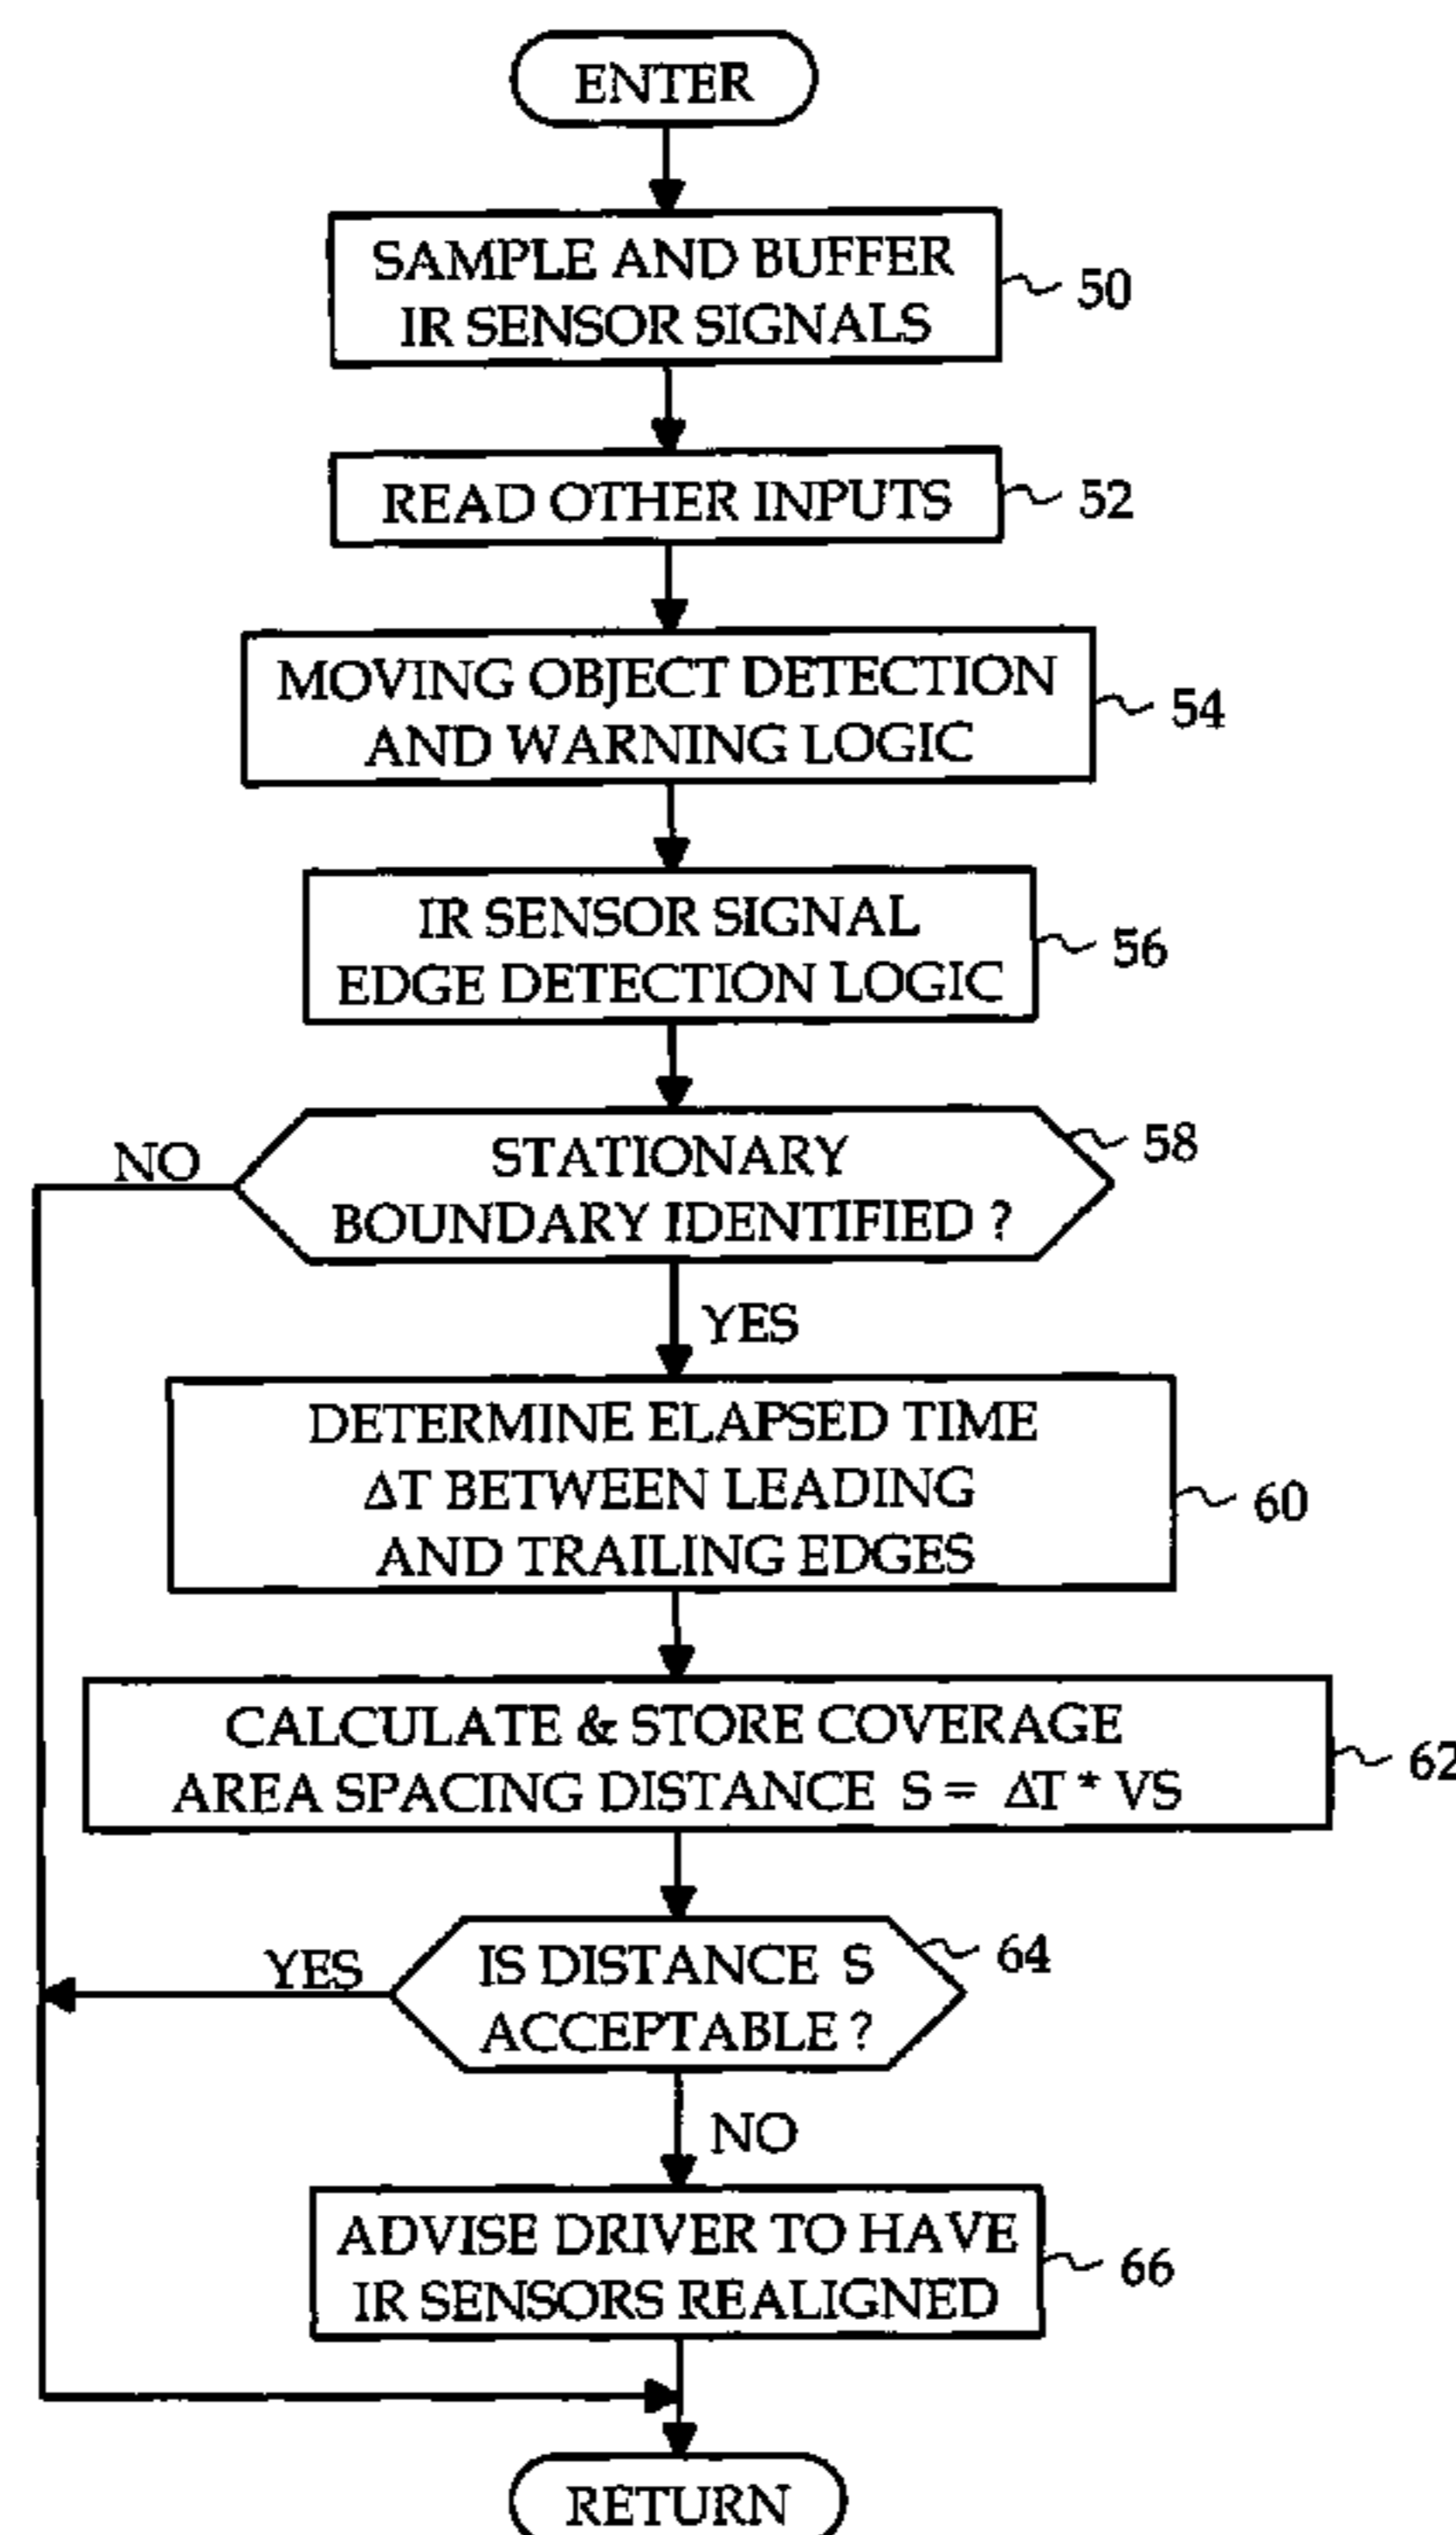 ENTER
SAMPLE AND BUFFER
IR SENSOR SIGNALS
50
READ OTHER INPUTS
52
MOVING OBJECT DETECTION
AND WARNING LOGIC
54
IR SENSOR SIGNAL
EDGE DETECTION LOGIC
56
STATIONARY
BOUNDARY IDENTIFIED ?
58
NO
YES
DETERMINE ELAPSED TIME
ΔT BETWEEN LEADING
AND TRAILING EDGES
60
CALCULATE & STORE COVERAGE
AREA SPACING DISTANCE S = ΔT * VS
62
IS DISTANCE S
ACCEPTABLE ?
64
YES
NO
ADVISE DRIVER TO HAVE
IR SENSORS REALIGNED
66
RETURN